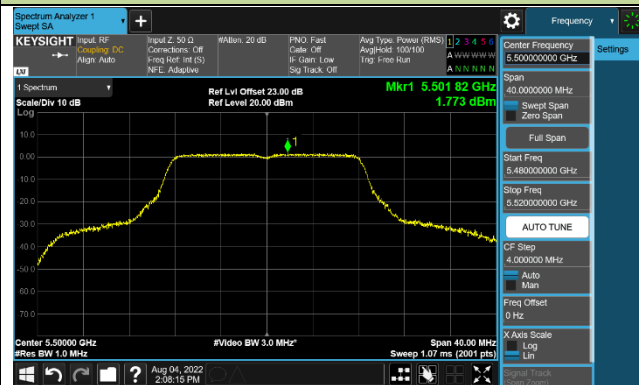 Spectrum Analyzer 1
Swept SA
Frequency
KEYSIGHT
Input: RF
Coupling: DC
Align: Auto
Input Z: 50 Ω
Corrections: Off
Freq Ref: Int (S)
NFE: Adaptive
#Atten: 20 dB
PNO: Fast
Gate: Off
IF Gain: Low
Sig Track: Off
Avg Type: Power (RMS)
Avg|Hold: 100/100
Trig: Free Run
1 2 3 4 5 6
A W W W W W
A N N N N N
LXI
1 Spectrum
Scale/Div 10 dB
Log
Ref Lvl Offset 23.00 dB
Ref Level 20.00 dBm
Mkr1 5.501 82 GHz
1.773 dBm
1
10.0
0.00
-10.0
-20.0
-30.0
-40.0
-50.0
-60.0
-70.0
Center 5.50000 GHz
#Res BW 1.0 MHz
#Video BW 3.0 MHz*
Span 40.00 MHz
Sweep 1.07 ms (2001 pts)
Center Frequency
5.500000000 GHz
Span
40.0000000 MHz
Swept Span
Zero Span
Full Span
Start Freq
5.480000000 GHz
Stop Freq
5.520000000 GHz
AUTO TUNE
CF Step
4.000000 MHz
Auto
Man
Freq Offset
0 Hz
X Axis Scale
Log
Lin
Signal Track
(Span Zoom)
Settings
?
Aug 04, 2022
2:08:15 PM